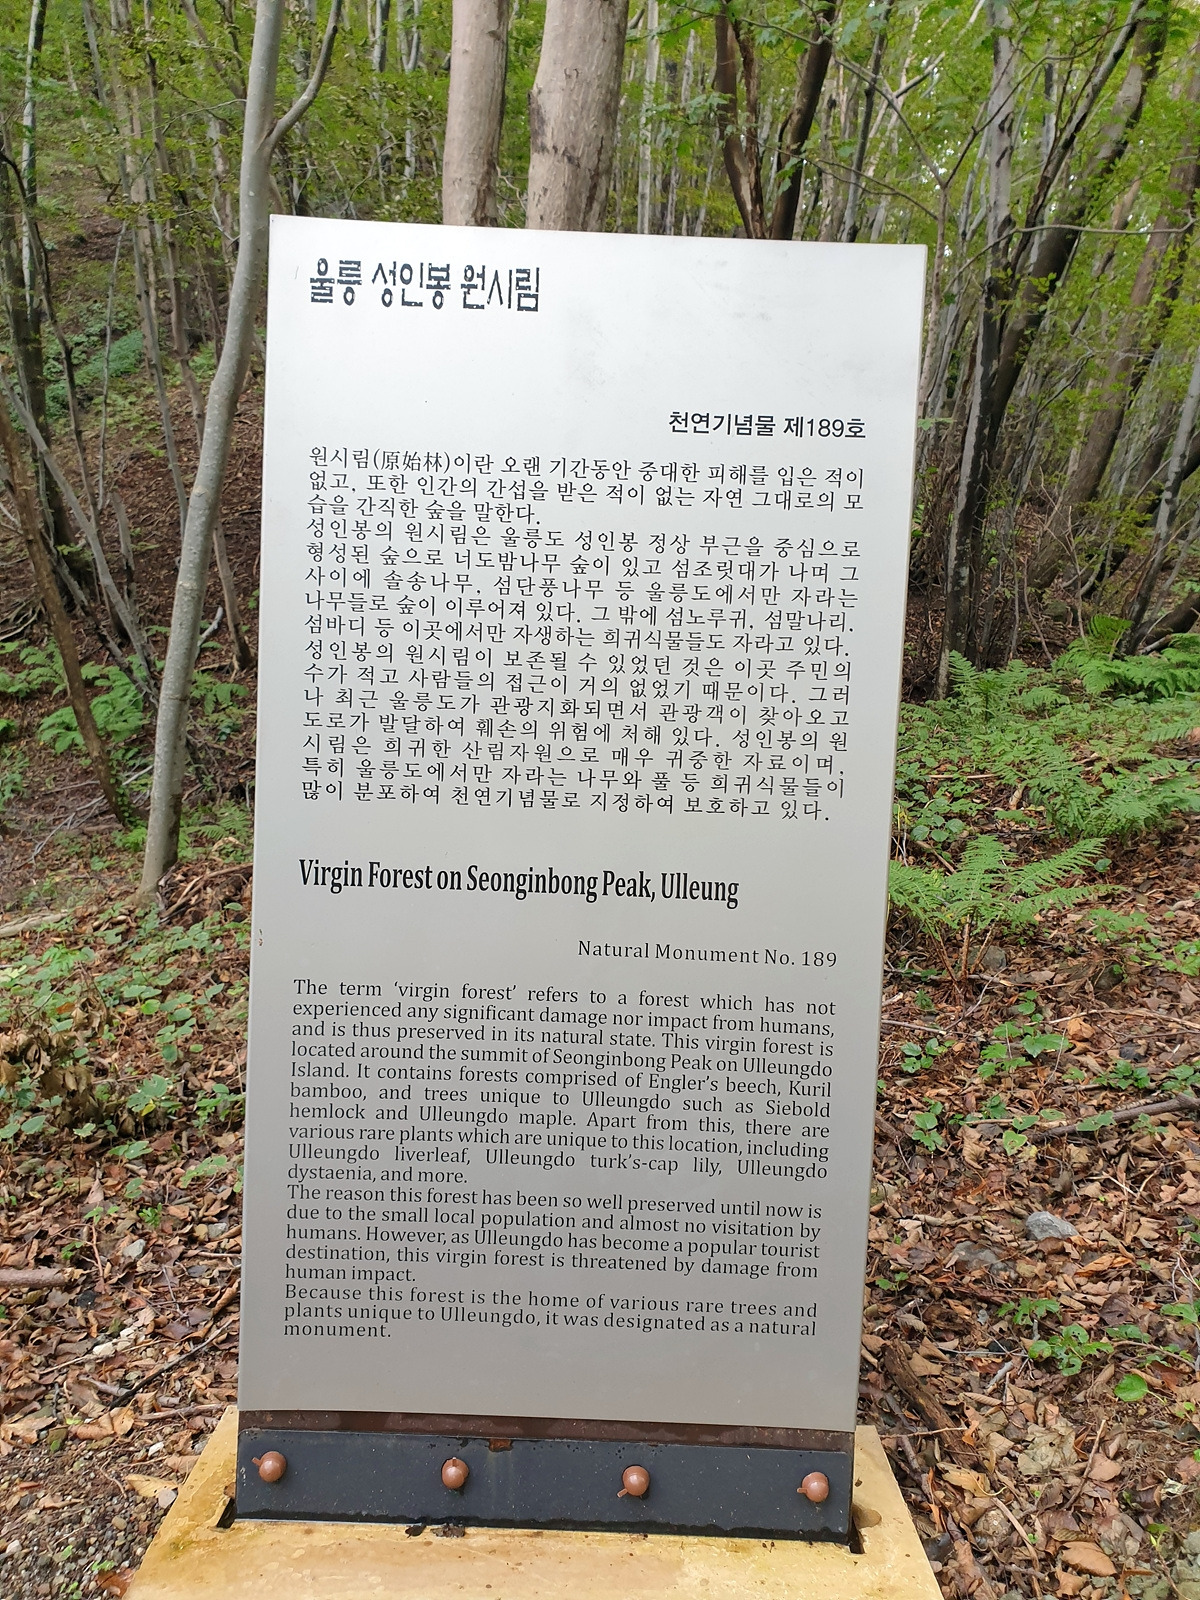 울릉 성인봉 원시림
천연기념물 제189호
원시림(原始林)이란 오랜 기간동안 중대한 피해를 입은 적이
없고, 또한 인간의 간섭을 받은 적이 없는 자연 그대로의 모
습을 간직한 숲을 말한다.
성인봉의 원시림은 울릉도 성인봉 정상 부근을 중심으로
형성된 숲으로 너도밤나무 숲이 있고 섬조릿대가 나며 그
사이에 솔송나무, 섬단풍나무 등 울릉도에서만 자라는
나무들로 숲이 이루어져 있다. 그 밖에 섬노루귀, 섬말나리,
섬바디 등 이곳에서만 자생하는 희귀식물들도 자라고 있다.
성인봉의 원시림이 보존될 수 있었던 것은 이곳 주민의
수가 적고 사람들의 접근이 거의 없었기 때문이다. 그러
나 최근 울릉도가 관광지화되면서 관광객이 찾아오고
도로가 발달하여 훼손의 위험에 처해 있다. 성인봉의 원
시림은 희귀한 산림자원으로 매우 귀중한 자료이며,
특히 울릉도에서만 자라는 나무와 풀 등 희귀식물들이
많이 분포하여 천연기념물로 지정하여 보호하고 있다.
Virgin Forest on Seonginbong Peak, Ulleung
Natural Monument No. 189
The term ‘virgin forest’ refers to a forest which has not
experienced any significant damage nor impact from humans,
and is thus preserved in its natural state. This virgin forest is
located around the summit of Seonginbong Peak on Ulleungdo
Island. It contains forests comprised of Engler’s beech, Kuril
bamboo, and trees unique to Ulleungdo such as Siebold
hemlock and Ulleungdo maple. Apart from this, there are
various rare plants which are unique to this location, including
Ulleungdo liverleaf, Ulleungdo turk’s-cap lily, Ulleungdo
dystaenia, and more.
The reason this forest has been so well preserved until now is
due to the small local population and almost no visitation by
humans. However, as Ulleungdo has become a popular tourist
destination, this virgin forest is threatened by damage from
human impact.
Because this forest is the home of various rare trees and
plants unique to Ulleungdo, it was designated as a natural
monument.